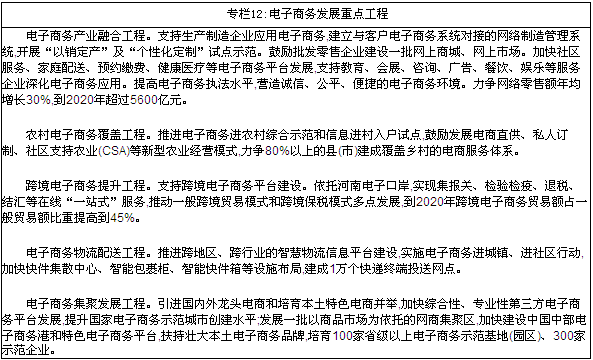 专栏12:电子商务发展重点工程
电子商务产业融合工程。支持生产制造企业应用电子商务,建立与客户电子商务系统对接的网络制造管理系
统,开展“以销定产”及“个性化定制”试点示范。鼓励批发零售企业建设一批网上商城、网上市场。加快社区
服务、家庭配送、预约缴费、健康医疗等电子商务平台发展,支持教育、会展、咨询、广告、餐饮、娱乐等服务
企业深化电子商务应用。提高电子商务执法水平,营造诚信、公平、便捷的电子商务环境。力争网络零售额年均
增长30%,到2020年超过5600亿元。
农村电子商务覆盖工程。推进电子商务进农村综合示范和信息进村入户试点,鼓励发展电商直供、私人订
制、社区支持农业(CSA)等新型农业经营模式,力争80%以上的县(市)建成覆盖乡村的电商服务体系。
跨境电子商务提升工程。支持跨境电子商务平台建设。依托河南电子口岸,实现集报关、检验检疫、退税、
结汇等在线“一站式”服务,推动一般跨境贸易模式和跨境保税模式多点发展,到2020年跨境电子商务贸易额占一
般贸易额比重提高到45%。
电子商务物流配送工程。推进跨地区、跨行业的智慧物流信息平台建设,实施电子商务进城镇、进社区行动,
加快快件集散中心、智能包裹柜、智能快件箱等设施布局,建成1万个快递终端投送网点。
电子商务集聚发展工程。引进国内外龙头电商和培育本土特色电商并举,加快综合性、专业性第三方电子商
务平台发展,提升国家电子商务示范城市创建水平;发展一批以商品市场为依托的网商集聚区,加快建设中国中部电
子商务港和特色电子商务平台,扶持壮大本土电子商务品牌,培育100家省级以上电子商务示范基地(园区)、300家
示范企业。